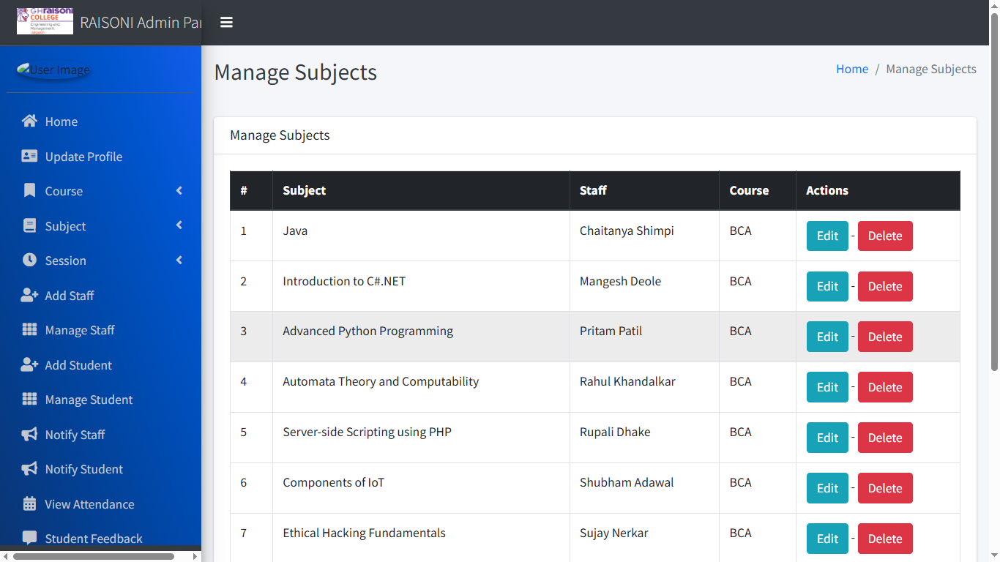 GHraisoni
COLLEGE
Engineering and
Management
Jalgaon
RAISONI Admin Pan
Manage Subjects
Home / Manage Subjects
User Image
Home
Update Profile
Course
Subject
Session
Add Staff
Manage Staff
Add Student
Manage Student
Notify Staff
Notify Student
View Attendance
Student Feedback
Manage Subjects
# Subject Staff Course Actions
1 Java Chaitanya Shimpi BCA Edit - Delete
2 Introduction to C#.NET Mangesh Deole BCA Edit - Delete
3 Advanced Python Programming Pritam Patil BCA Edit - Delete
4 Automata Theory and Computability Rahul Khandalkar BCA Edit - Delete
5 Server-side Scripting using PHP Rupali Dhake BCA Edit - Delete
6 Components of IoT Shubham Adawal BCA Edit - Delete
7 Ethical Hacking Fundamentals Sujay Nerkar BCA Edit - Delete